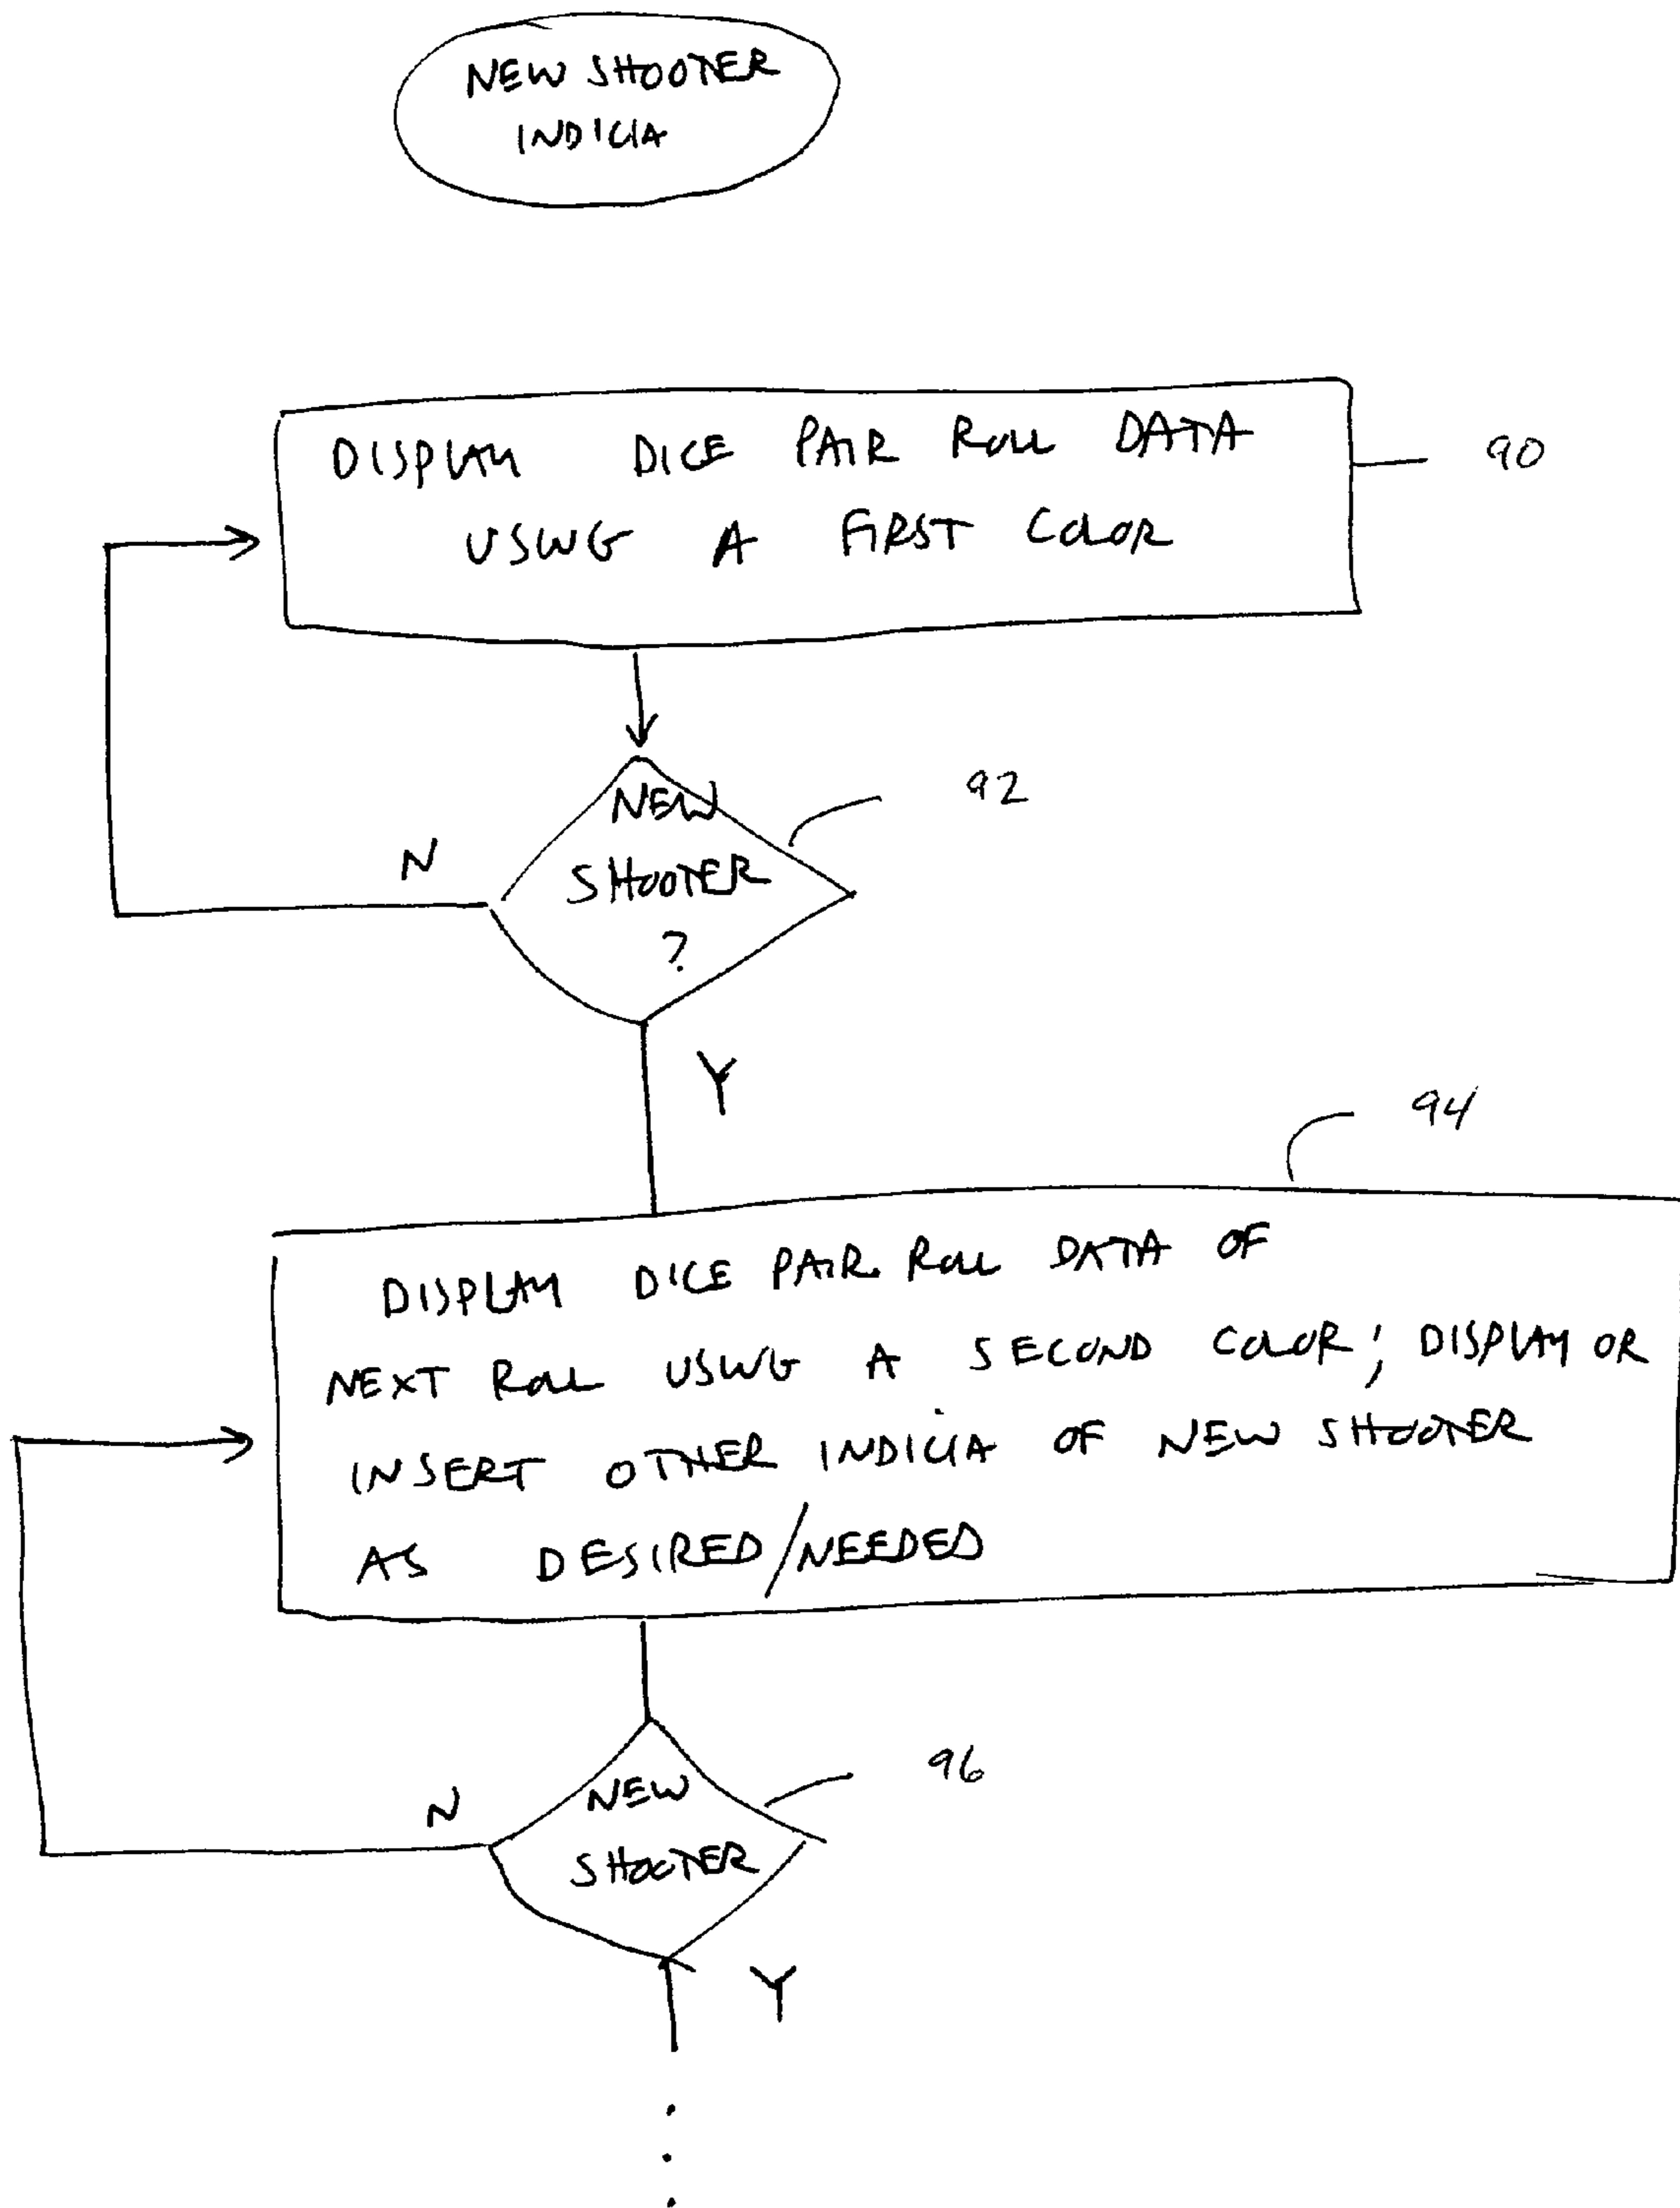 NEW SHOOTER
INDICIA
DISPLAY DICE PAIR ROLL DATA
USING A FIRST COLOR
90
NEW
SHOOTER
?
92
N
Y
94
DISPLAY DICE PAIR ROLL DATA OF
NEXT ROLL USING A SECOND COLOR; DISPLAY OR
INSERT OTHER INDICIA OF NEW SHOOTER
AS DESIRED/NEEDED
NEW
SHOOTER
96
N
Y